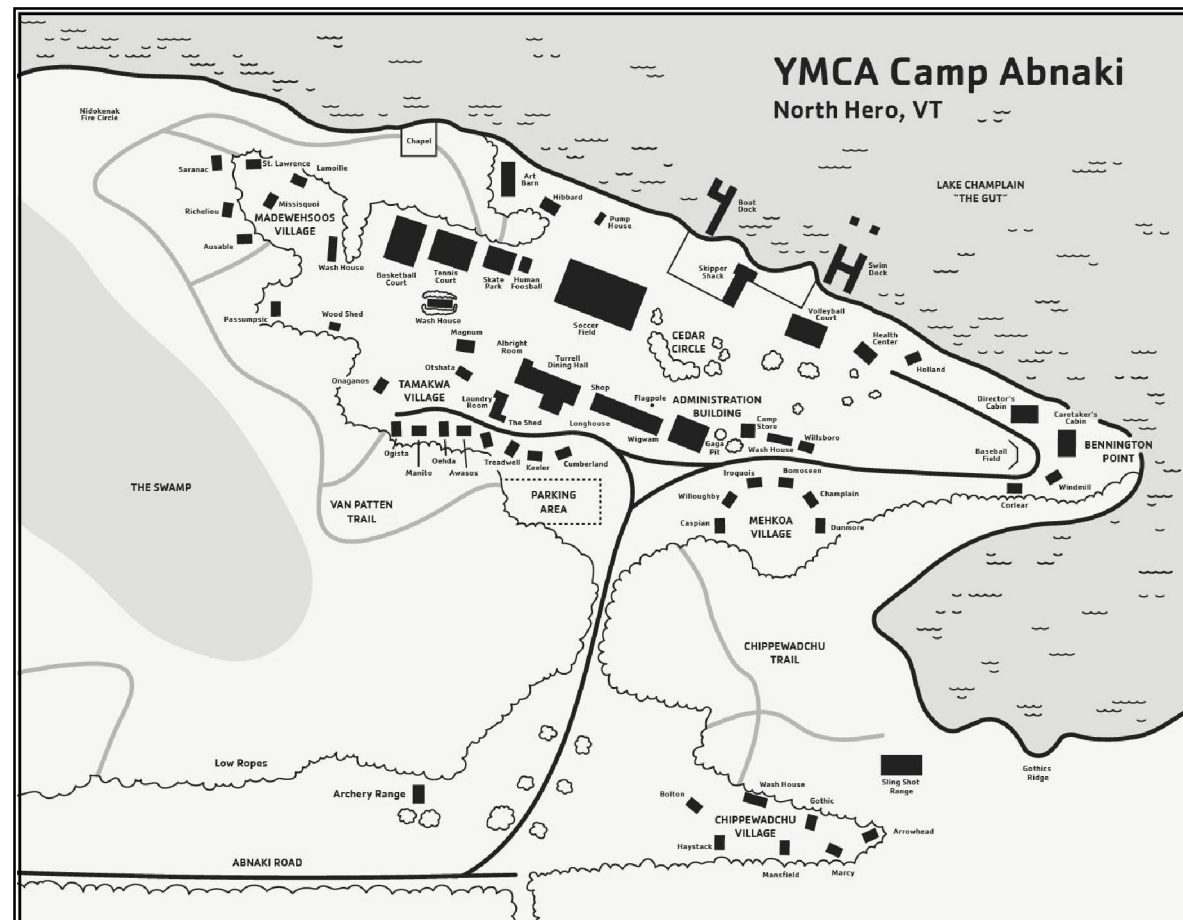 YMCA Camp Abnaki
North Hero, VT
Nidokenak
Fire Circle
Chapel
LAKE CHAMPLAIN
"THE GUT"
Saranac
St. Lawrence
Lamoille
Missisquoi
Richelieu
MADEWEHSOOS
VILLAGE
Ausable
Wash House
Art
Barn
Hibbard
Pump
House
Boat
Dock
Swim
Dock
Basketball
Court
Tennis
Court
Skate
Park
Human
Foosball
Skipper
Shack
Passumpsic
Wood Shed
Wash House
Soccer
Field
Volleyball
Court
Magnum
CEDAR
CIRCLE
Health
Center
Holland
Albright
Room
Turrell
Dining Hall
Otshata
Onaganos
TAMAKWA
VILLAGE
Laundry
Room
The Shed
Longhouse
Shop
Flagpole
Wigwam
ADMINISTRATION
BUILDING
Gaga
Pit
Camp
Store
Wash House
Willsboro
Director's
Cabin
Caretaker's
Cabin
BENNINGTON
POINT
Baseball
Field
Windmill
Corlear
Ogista
Manito
Oehda
Awasos
Treadwell
Keeler
Cumberland
Iroquois
Bomoseen
Willoughby
Champlain
Caspian
MEHKOA
VILLAGE
Dunmore
THE SWAMP
VAN PATTEN
TRAIL
PARKING
AREA
CHIPPEWADCHU
TRAIL
Low Ropes
Archery Range
Sling Shot
Range
Gothics
Ridge
Bolton
Wash House
Gothic
CHIPPEWADCHU
VILLAGE
Arrowhead
Haystack
Mansfield
Marcy
ABNAKI ROAD